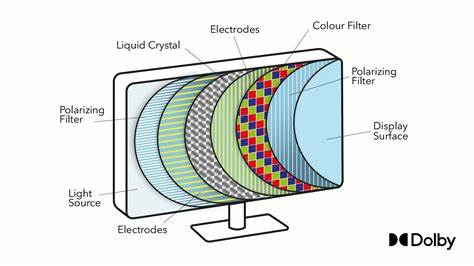 Electrodes
Colour Filter
Liquid Crystal
Polarizing
Filter
Polarizing
Filter
Display
Surface
Light
Source
Electrodes
Dolby